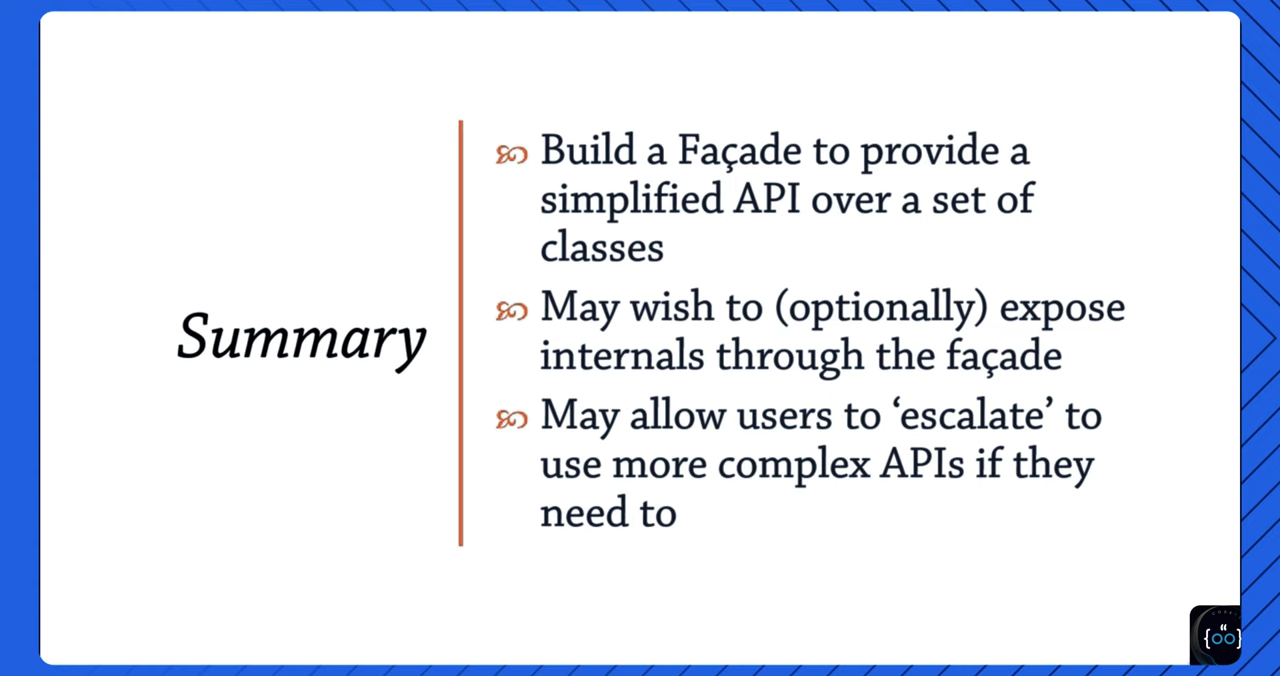 Summary
Build a Façade to provide a
simplified API over a set of
classes
May wish to (optionally) expose
internals through the façade
May allow users to ‘escalate’ to
use more complex APIs if they
need to